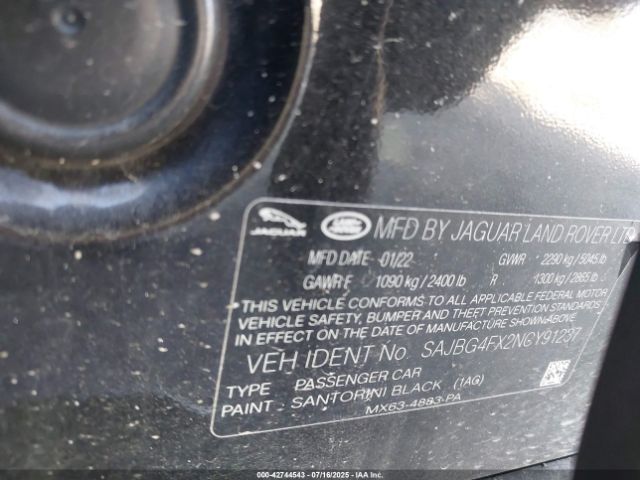 JAGUAR LAND ROVER MFD BY JAGUAR LAND ROVER LTD
MFD DATE 01/22 GVWR 2290 kg / 5045 lb
GAWR F 1090 kg / 2400 lb R 1300 kg / 2865 lb
THIS VEHICLE CONFORMS TO ALL APPLICABLE FEDERAL MOTOR
VEHICLE SAFETY, BUMPER AND THEFT PREVENTION STANDARDS
IN EFFECT ON THE DATE OF MANUFACTURE SHOWN ABOVE
VEH IDENT No. SAJBG4FX2NCY91237
TYPE PASSENGER CAR
PAINT SANTORINI BLACK (1AG)
MX63-4883-PA
000-42744543 - 07/16/2025 - IAAI.COM